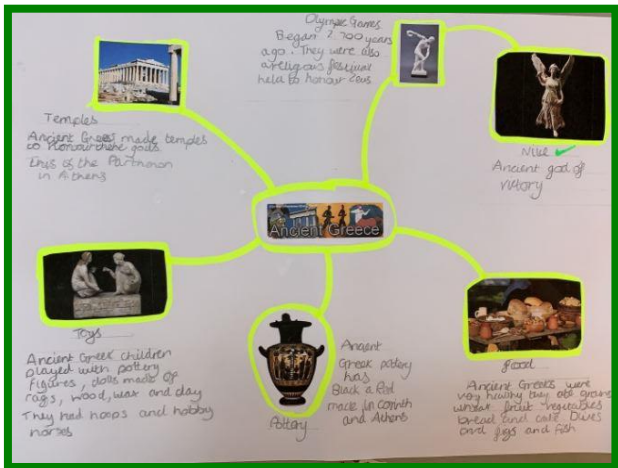 Olympic Games
Began 2,700 years
ago. They were also
a religious festival
held to honour Zeus
Temples
Ancient Greeks made temples
to Honour there gods
This is the Parthnon
in Athens
Nike
Ancient god of
victory
Ancient Greece
Toys
Ancient Greek children
played with pottery
figures, dolls made of
rags, wood, wax and clay
They had hoops and hobby
horses
Pottery
Ancient
Greek pottery
has
Black a Red
made in Corinth
and Athens
food
Ancient Greeks were
very healthy they ate grains
wheat fruit vegetables
bread and cake
and figs and fish